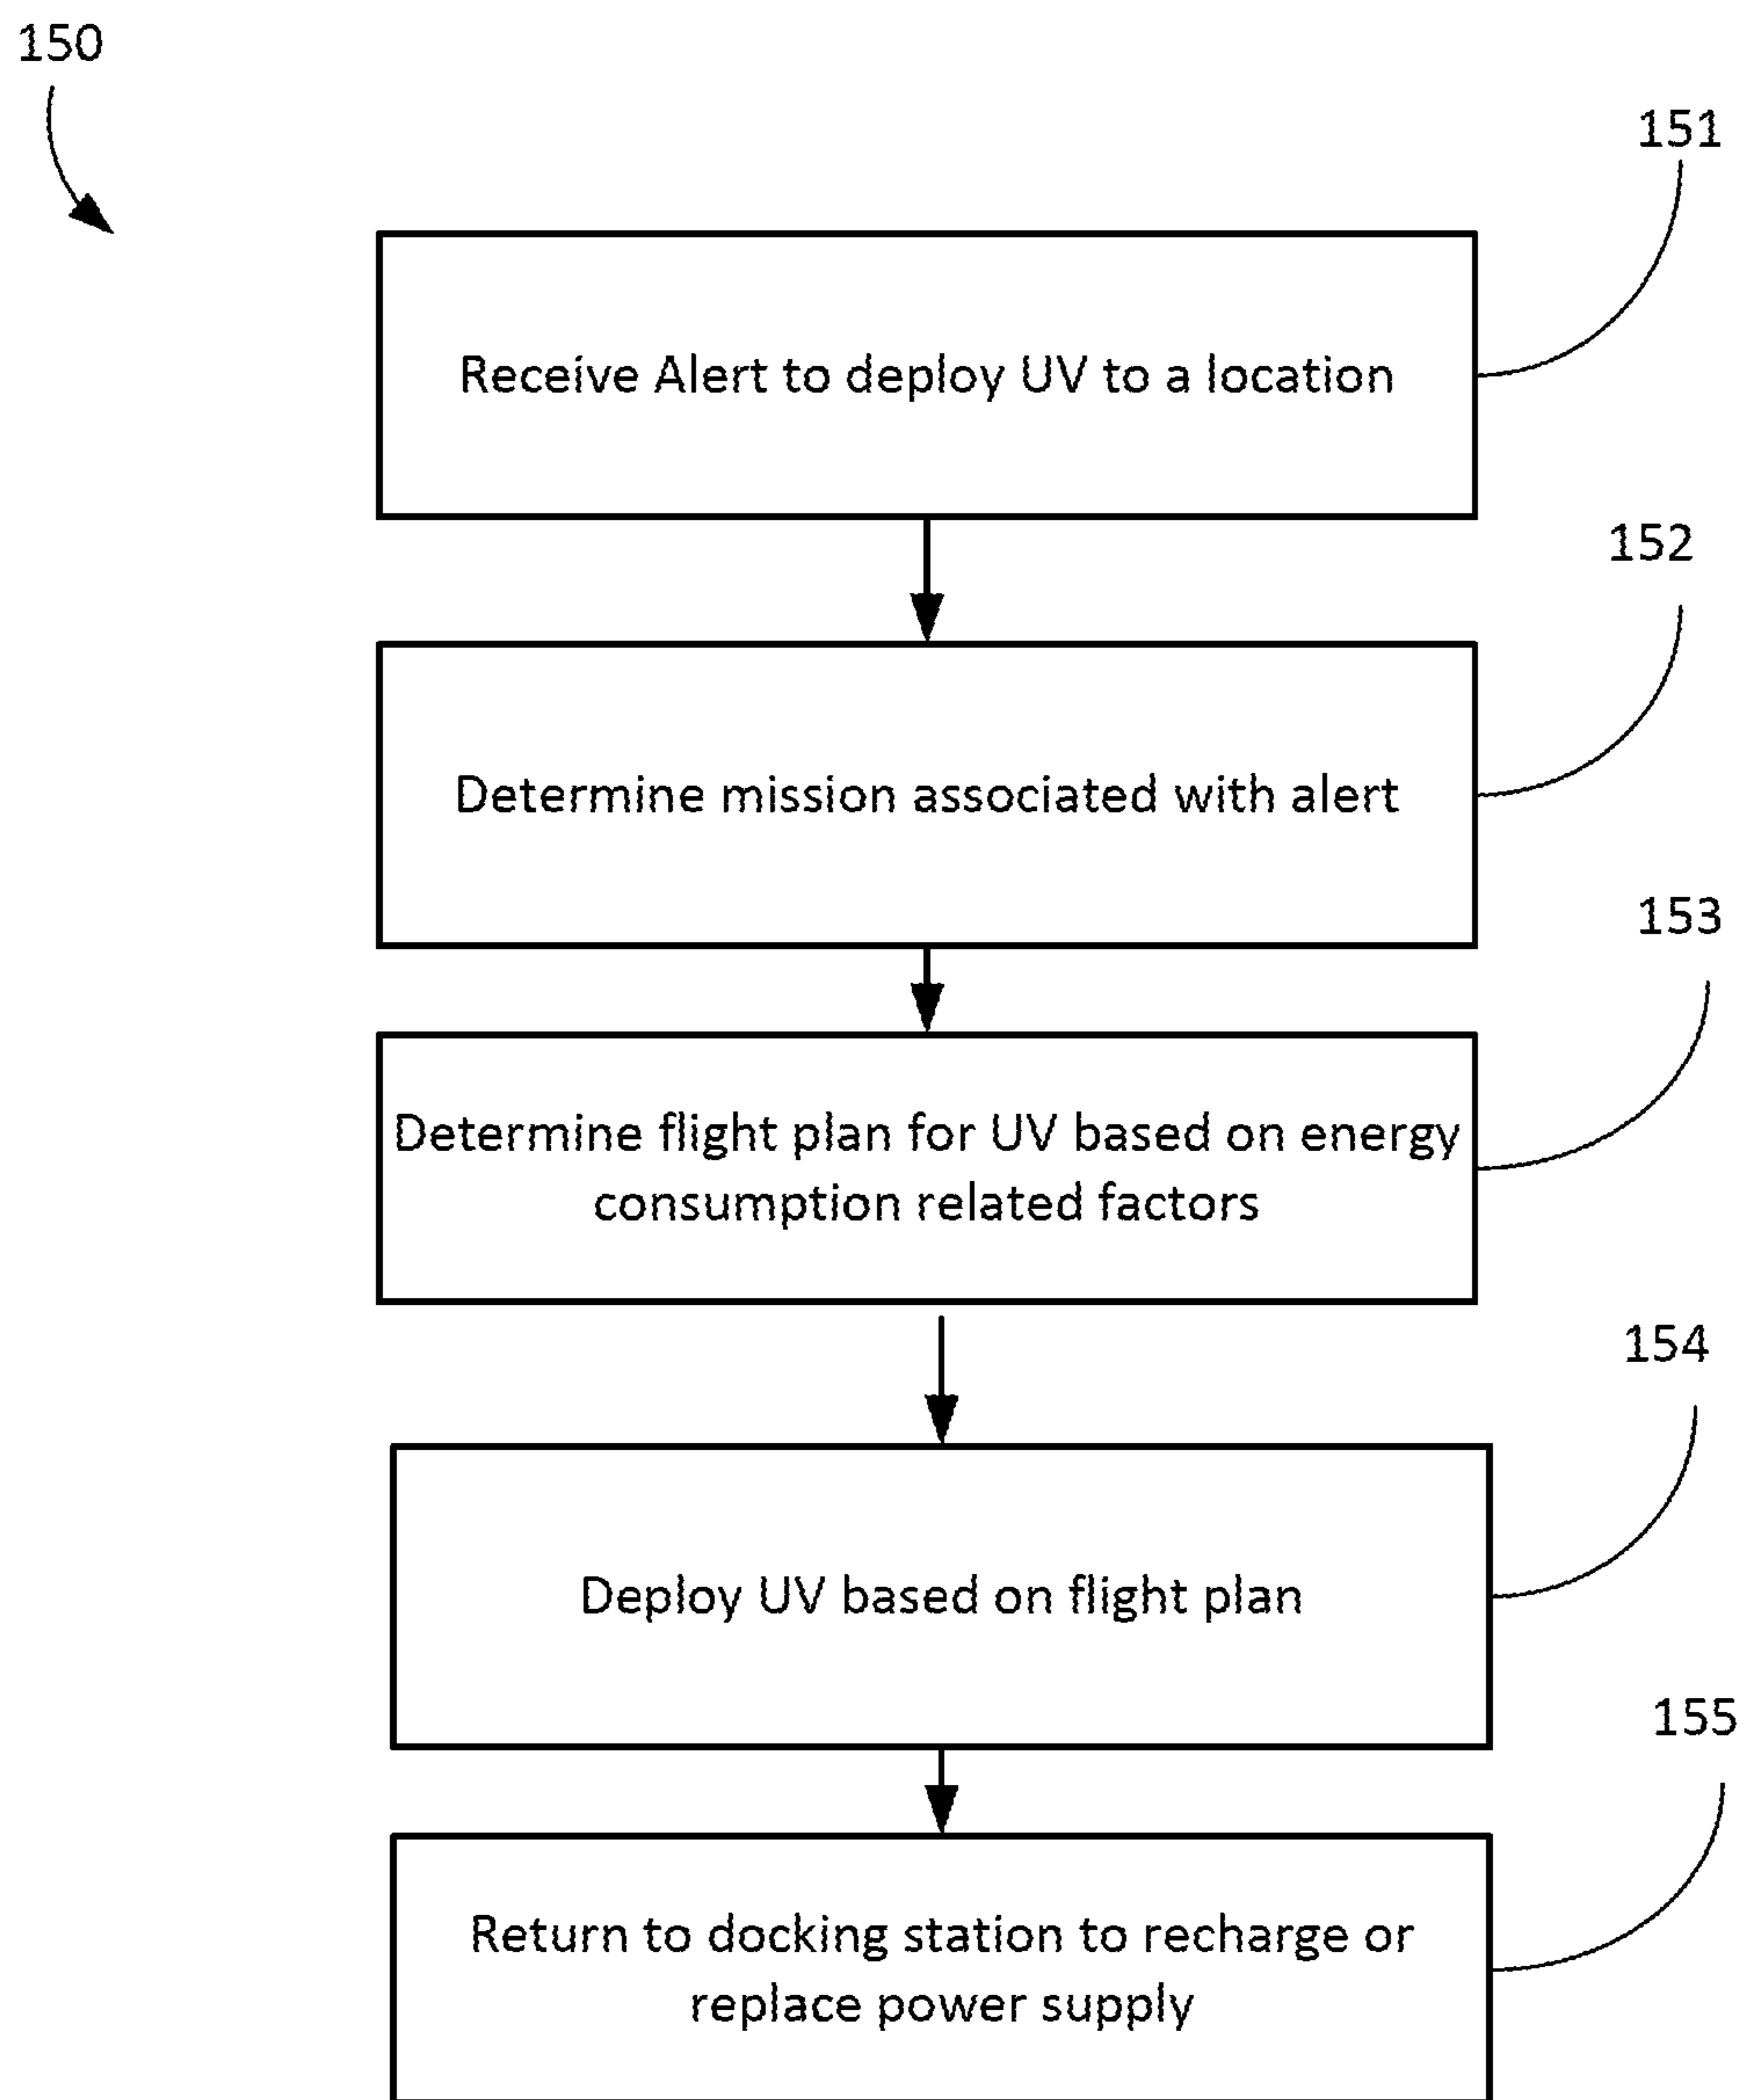 150
151
Receive Alert to deploy UV to a location
152
Determine mission associated with alert
153
Determine flight plan for UV based on energy
consumption related factors
154
Deploy UV based on flight plan
155
Return to docking station to recharge or
replace power supply